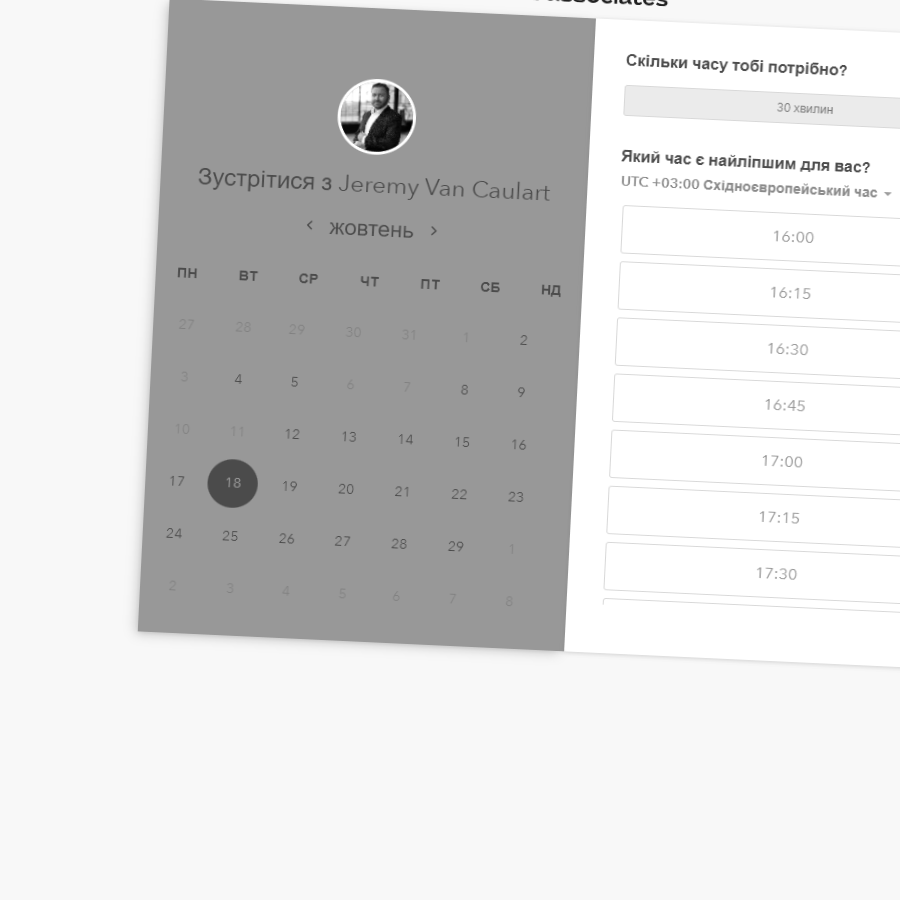 associates
Зустрітися з Jeremy Van Caulart
жовтень
ПН ВТ СР ЧТ ПТ СБ НД
27 28 29 30 31 1 2
3 4 5 6 7 8 9
10 11 12 13 14 15 16
17 18 19 20 21 22 23
24 25 26 27 28 29 1
2 3 4 5 6 7 8
Скільки часу тобі потрібно?
30 хвилин
Який час є найліпшим для вас?
UTC +03:00 Східноєвропейський час
16:00
16:15
16:30
16:45
17:00
17:15
17:30